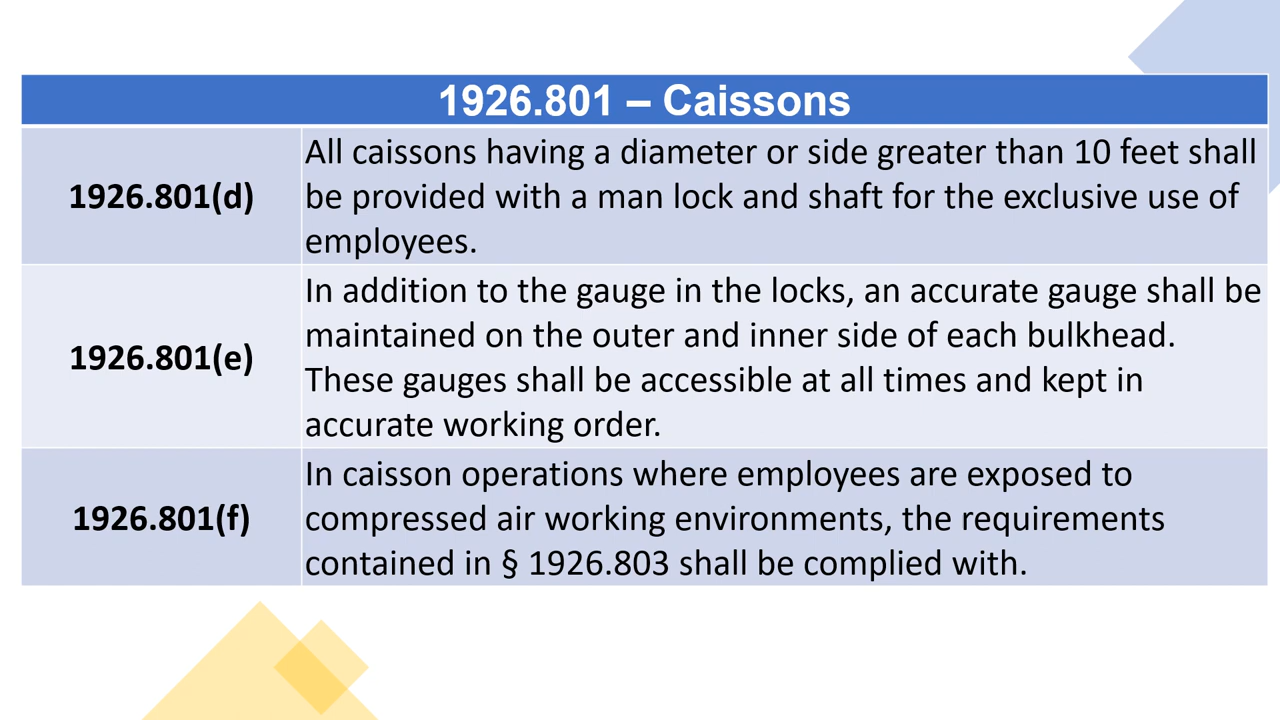 1926.801 – Caissons
1926.801(d)
All caissons having a diameter or side greater than 10 feet shall
be provided with a man lock and shaft for the exclusive use of
employees.
1926.801(e)
In addition to the gauge in the locks, an accurate gauge shall be
maintained on the outer and inner side of each bulkhead.
These gauges shall be accessible at all times and kept in
accurate working order.
1926.801(f)
In caisson operations where employees are exposed to
compressed air working environments, the requirements
contained in § 1926.803 shall be complied with.